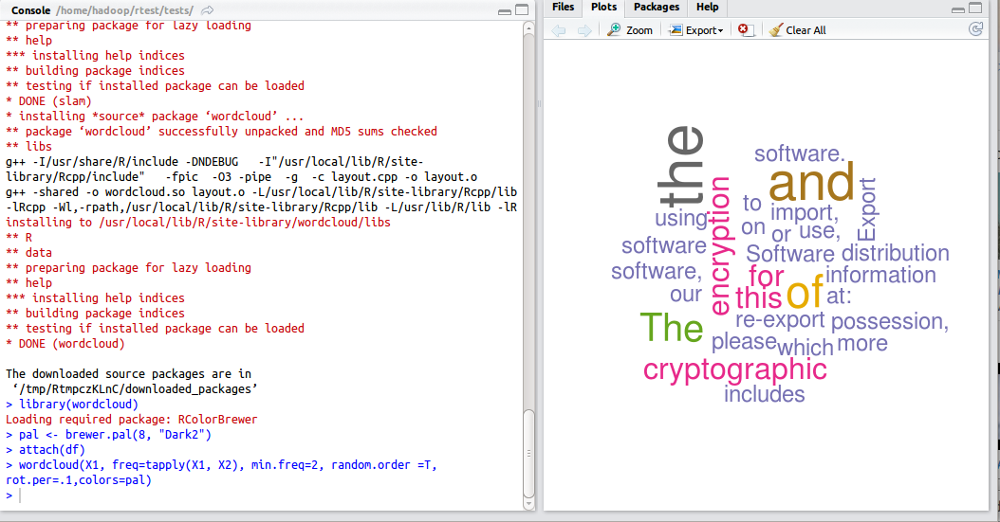 Console /home/hadoop/rtest/tests/
** preparing package for lazy loading
** help
*** installing help indices
** building package indices
** testing if installed package can be loaded
* DONE (slam)
* installing *source* package ‘wordcloud’ ...
** package ‘wordcloud’ successfully unpacked and MD5 sums checked
** libs
g++ -I/usr/share/R/include -DNDEBUG   -I"/usr/local/lib/R/site-
library/Rcpp/include"   -fpic  -O3 -pipe  -g  -c layout.cpp -o layout.o
g++ -shared -o wordcloud.so layout.o -L/usr/local/lib/R/site-library/Rcpp/lib
-lRcpp -Wl,-rpath,/usr/local/lib/R/site-library/Rcpp/lib -L/usr/lib/R/lib -lR
installing to /usr/local/lib/R/site-library/wordcloud/libs
** R
** data
** preparing package for lazy loading
** help
*** installing help indices
** building package indices
** testing if installed package can be loaded
* DONE (wordcloud)
The downloaded source packages are in
‘/tmp/RtmpczKLnC/downloaded_packages’
> library(wordcloud)
Loading required package: RColorBrewer
> pal <- brewer.pal(8, "Dark2")
> attach(df)
> wordcloud(X1, freq=tapply(X1, X2), min.freq=2, random.order =T,
rot.per=.1,colors=pal)
>
Files Plots Packages Help
Zoom Export Clear All
the
software.
and
encryption
Export
to
import,
using
on
or
use,
software
Software
distribution
software,
for
information
our
this
of
at:
The
re-export
possession,
please
which
more
cryptographic
includes